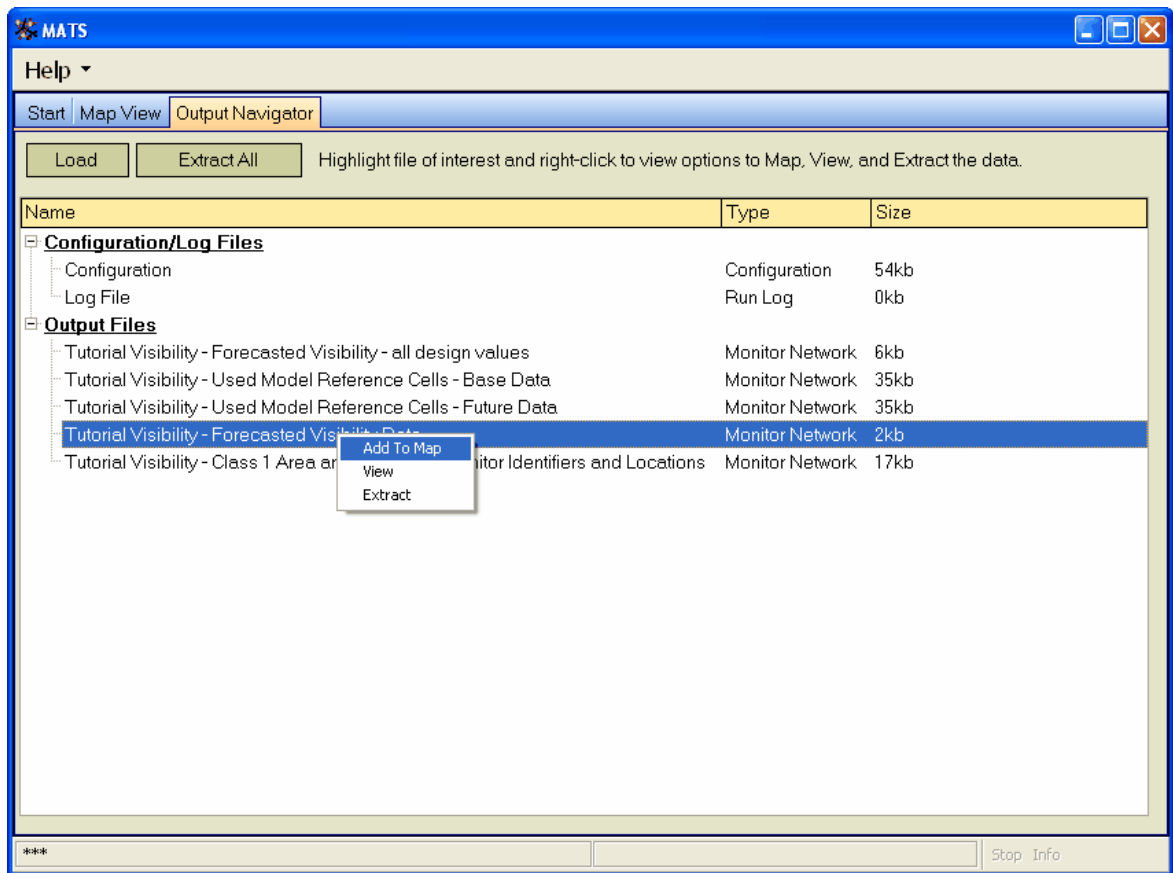 MATS
Help
Start Map View Output Navigator
Load Extract All Highlight file of interest and right-click to view options to Map, View, and Extract the data.
Name Type Size
Configuration/Log Files
Configuration Configuration 54kb
Log File Run Log 0kb
Output Files
Tutorial Visibility - Forecasted Visibility - all design values Monitor Network 6kb
Tutorial Visibility - Used Model Reference Cells - Base Data Monitor Network 35kb
Tutorial Visibility - Used Model Reference Cells - Future Data Monitor Network 35kb
Tutorial Visibility - Forecasted Visibility Data Monitor Network 2kb
Add To Map
Tutorial Visibility - Class 1 Area Identifiers and Locations Monitor Network 17kb
View
Extract
*** Stop Info